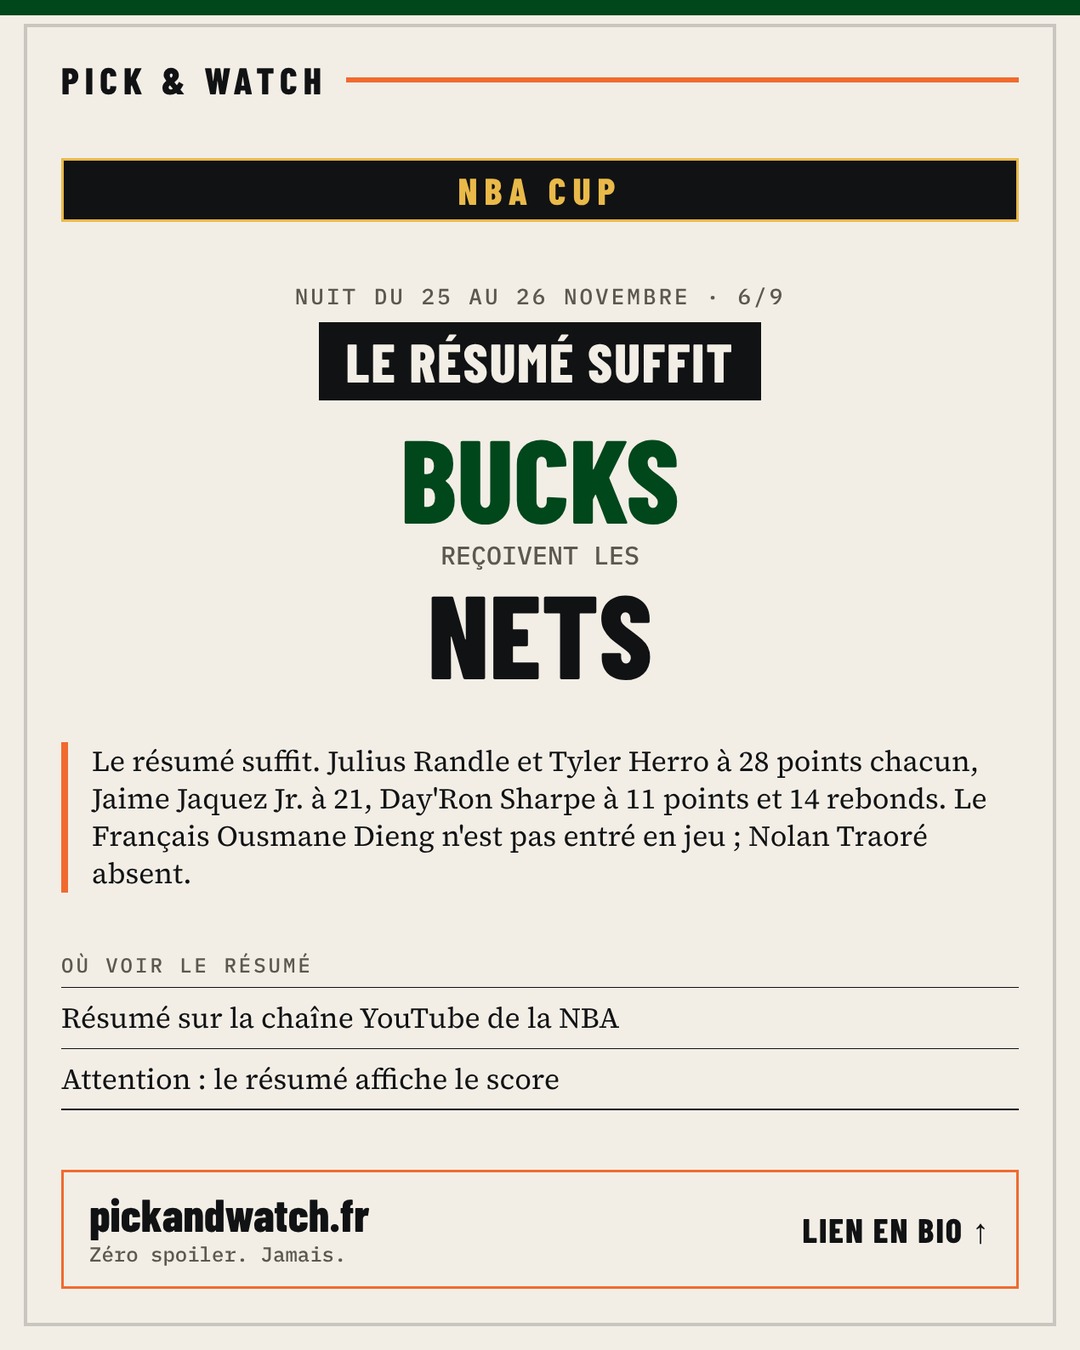 PICK & WATCH
NBA CUP
NUIT DU 25 AU 26 NOVEMBRE · 6/9
LE RÉSUMÉ SUFFIT
BUCKS
REÇOIVENT LES
NETS
Le résumé suffit. Julius Randle et Tyler Herro à 28 points chacun,
Jaime Jaquez Jr. à 21, Day'Ron Sharpe à 11 points et 14 rebonds. Le
Français Ousmane Dieng n'est pas entré en jeu ; Nolan Traoré
absent.
OÙ VOIR LE RÉSUMÉ
Résumé sur la chaîne YouTube de la NBA
Attention : le résumé affiche le score
pickandwatch.fr
Zéro spoiler. Jamais.
LIEN EN BIO ↑